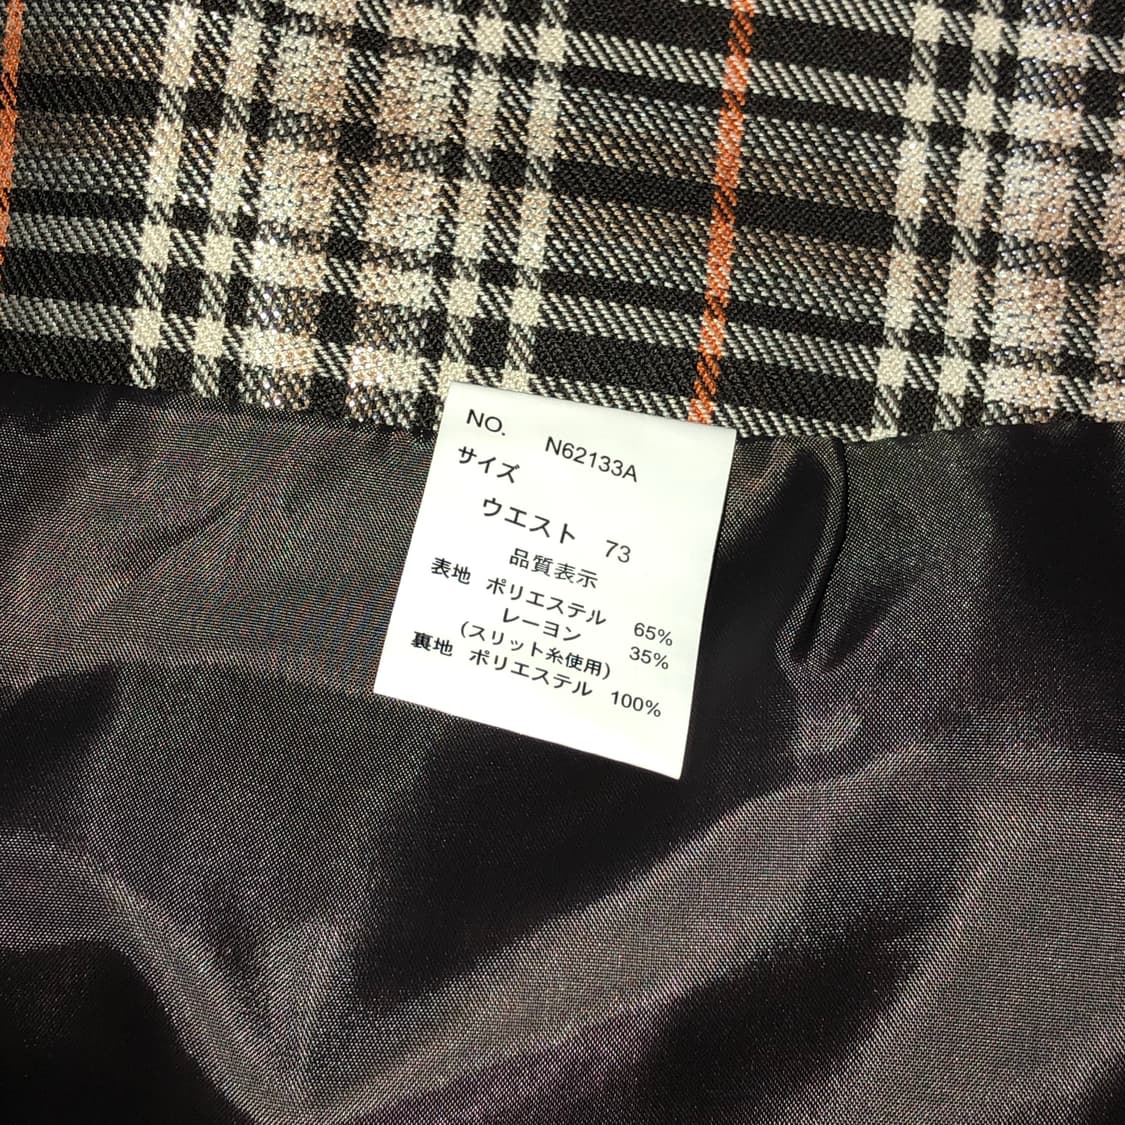 NO. N62133A
サイズ
ウエスト 73
品質表示
表地 ポリエステル 65%
レーヨン 35%
(スリット糸使用)
裏地 ポリエステル 100%